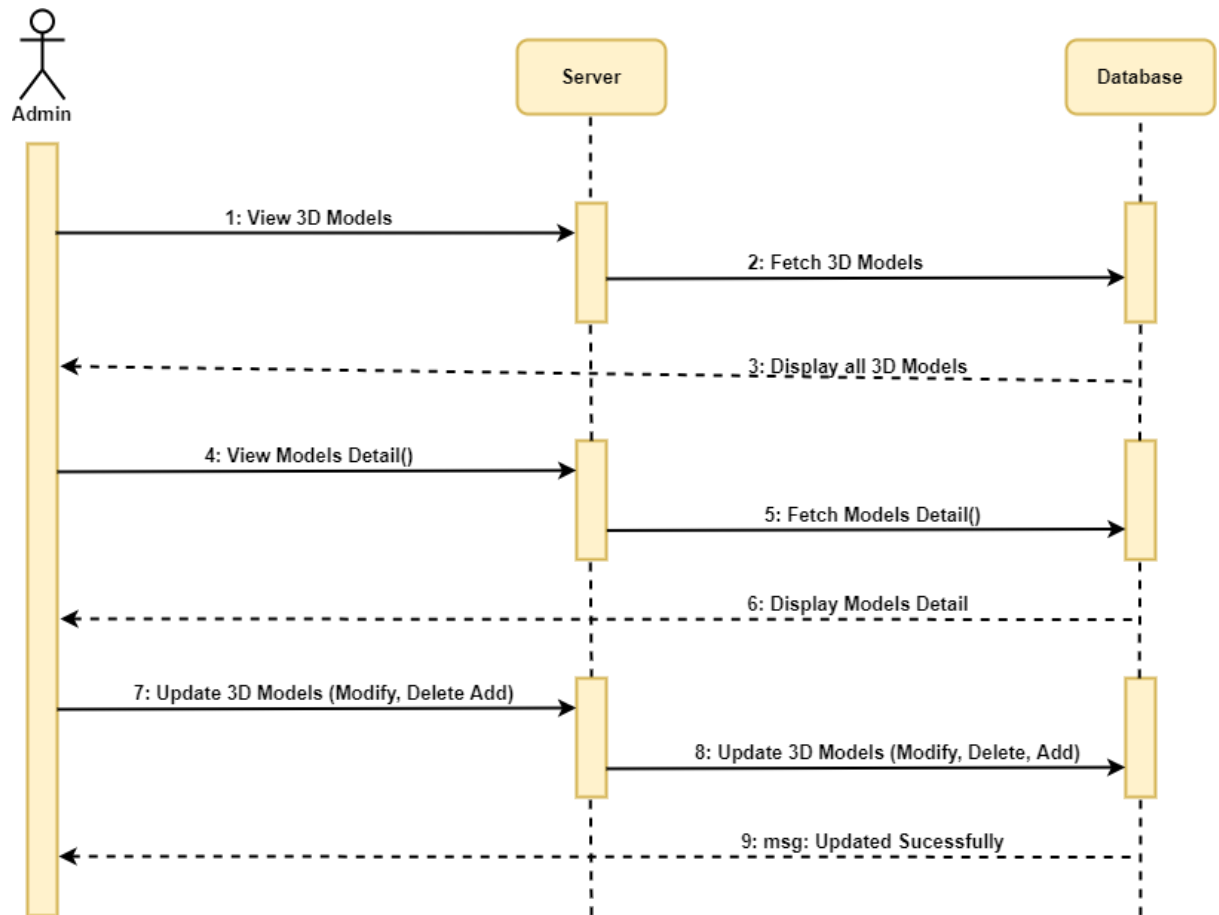 Server
Database
Admin
1: View 3D Models
2: Fetch 3D Models
3: Display all 3D Models
4: View Models Detail()
5: Fetch Models Detail()
6: Display Models Detail
7: Update 3D Models (Modify, Delete Add)
8: Update 3D Models (Modify, Delete, Add)
9: msg: Updated Sucessfully